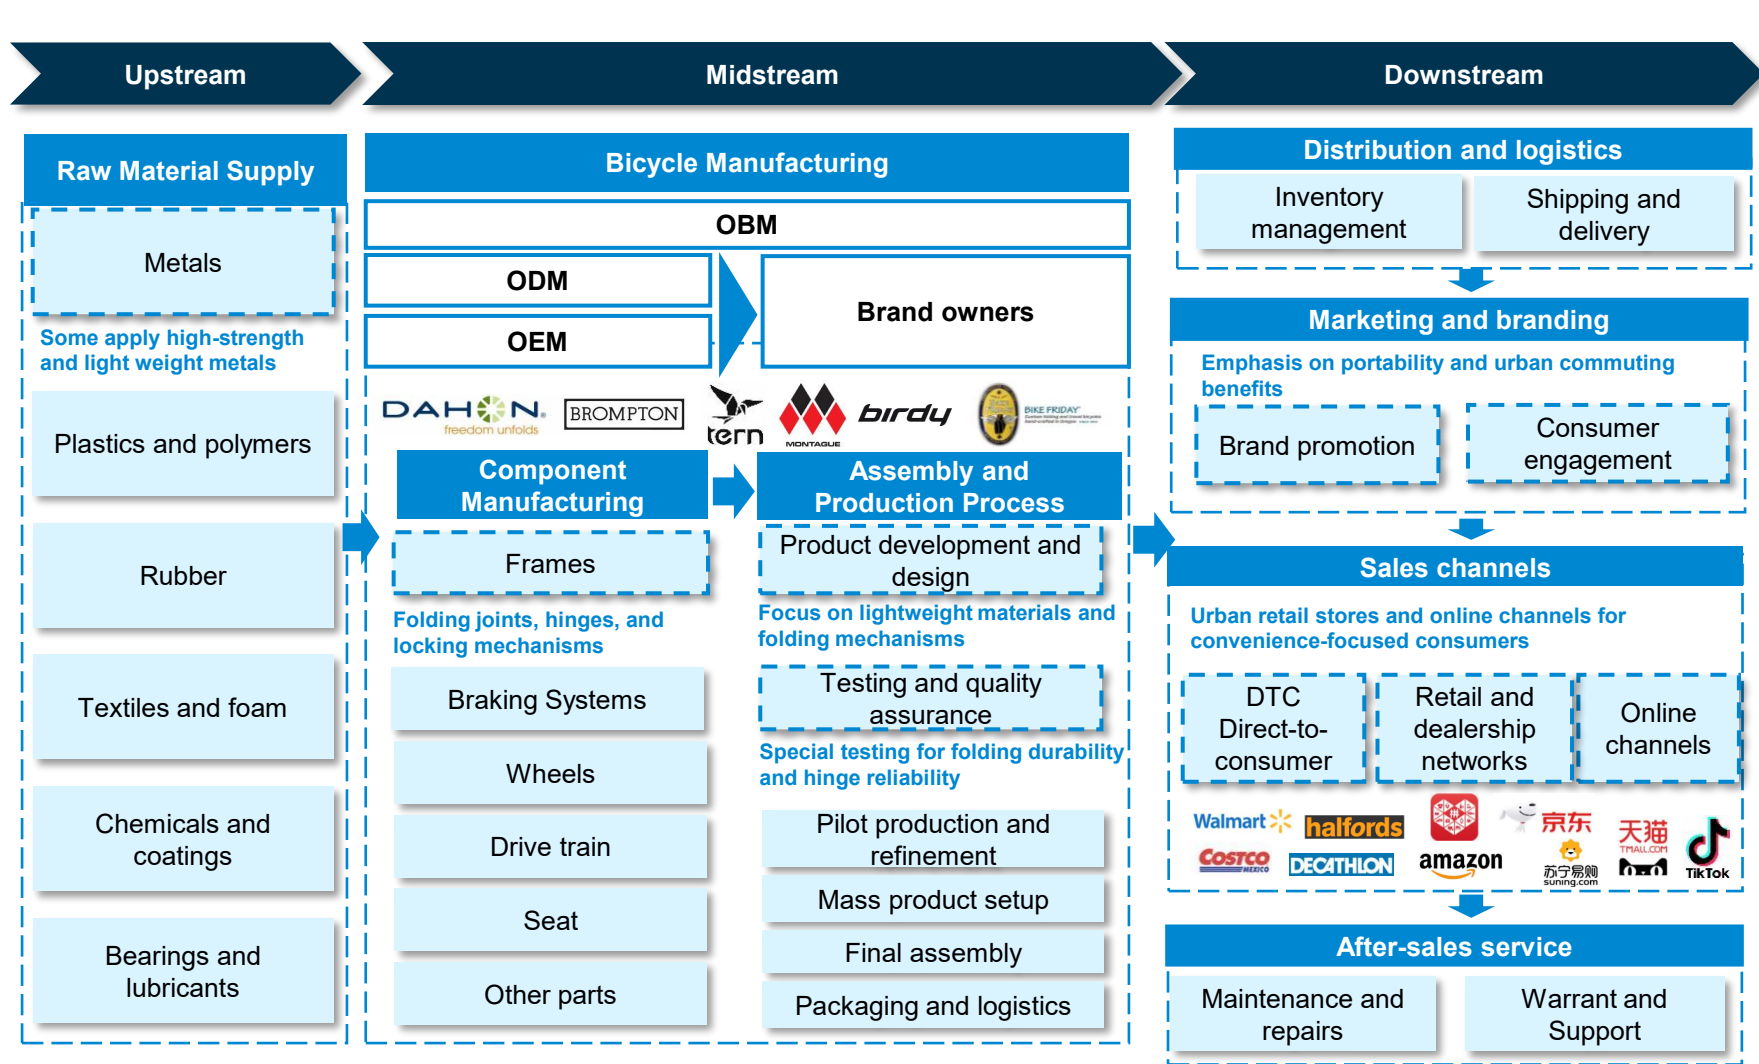 Upstream
Midstream
Downstream
Raw Material Supply
Metals
Some apply high-strength
and light weight metals
Plastics and polymers
Rubber
Textiles and foam
Chemicals and
coatings
Bearings and
lubricants
Bicycle Manufacturing
OBM
ODM
OEM
Brand owners
DAHON.
freedom unfolds
BROMPTON
tern
MONTAGUE
birdy
BIKE FRIDAY
Component
Manufacturing
Frames
Folding joints, hinges, and
locking mechanisms
Braking Systems
Wheels
Drive train
Seat
Other parts
Assembly and
Production Process
Product development and
design
Focus on lightweight materials and
folding mechanisms
Testing and quality
assurance
Special testing for folding durability
and hinge reliability
Pilot production and
refinement
Mass product setup
Final assembly
Packaging and logistics
Distribution and logistics
Inventory
management
Shipping and
delivery
Marketing and branding
Emphasis on portability and urban commuting
benefits
Brand promotion
Consumer
engagement
Sales channels
Urban retail stores and online channels for
convenience-focused consumers
DTC
Direct-to-
consumer
Retail and
dealership
networks
Online
channels
Walmart
halfords
京东
天猫
TMALL.COM
COSTCO
MEXICO
DECATHLON
amazon
苏宁易购
suning.com
TikTok
After-sales service
Maintenance and
repairs
Warrant and
Support